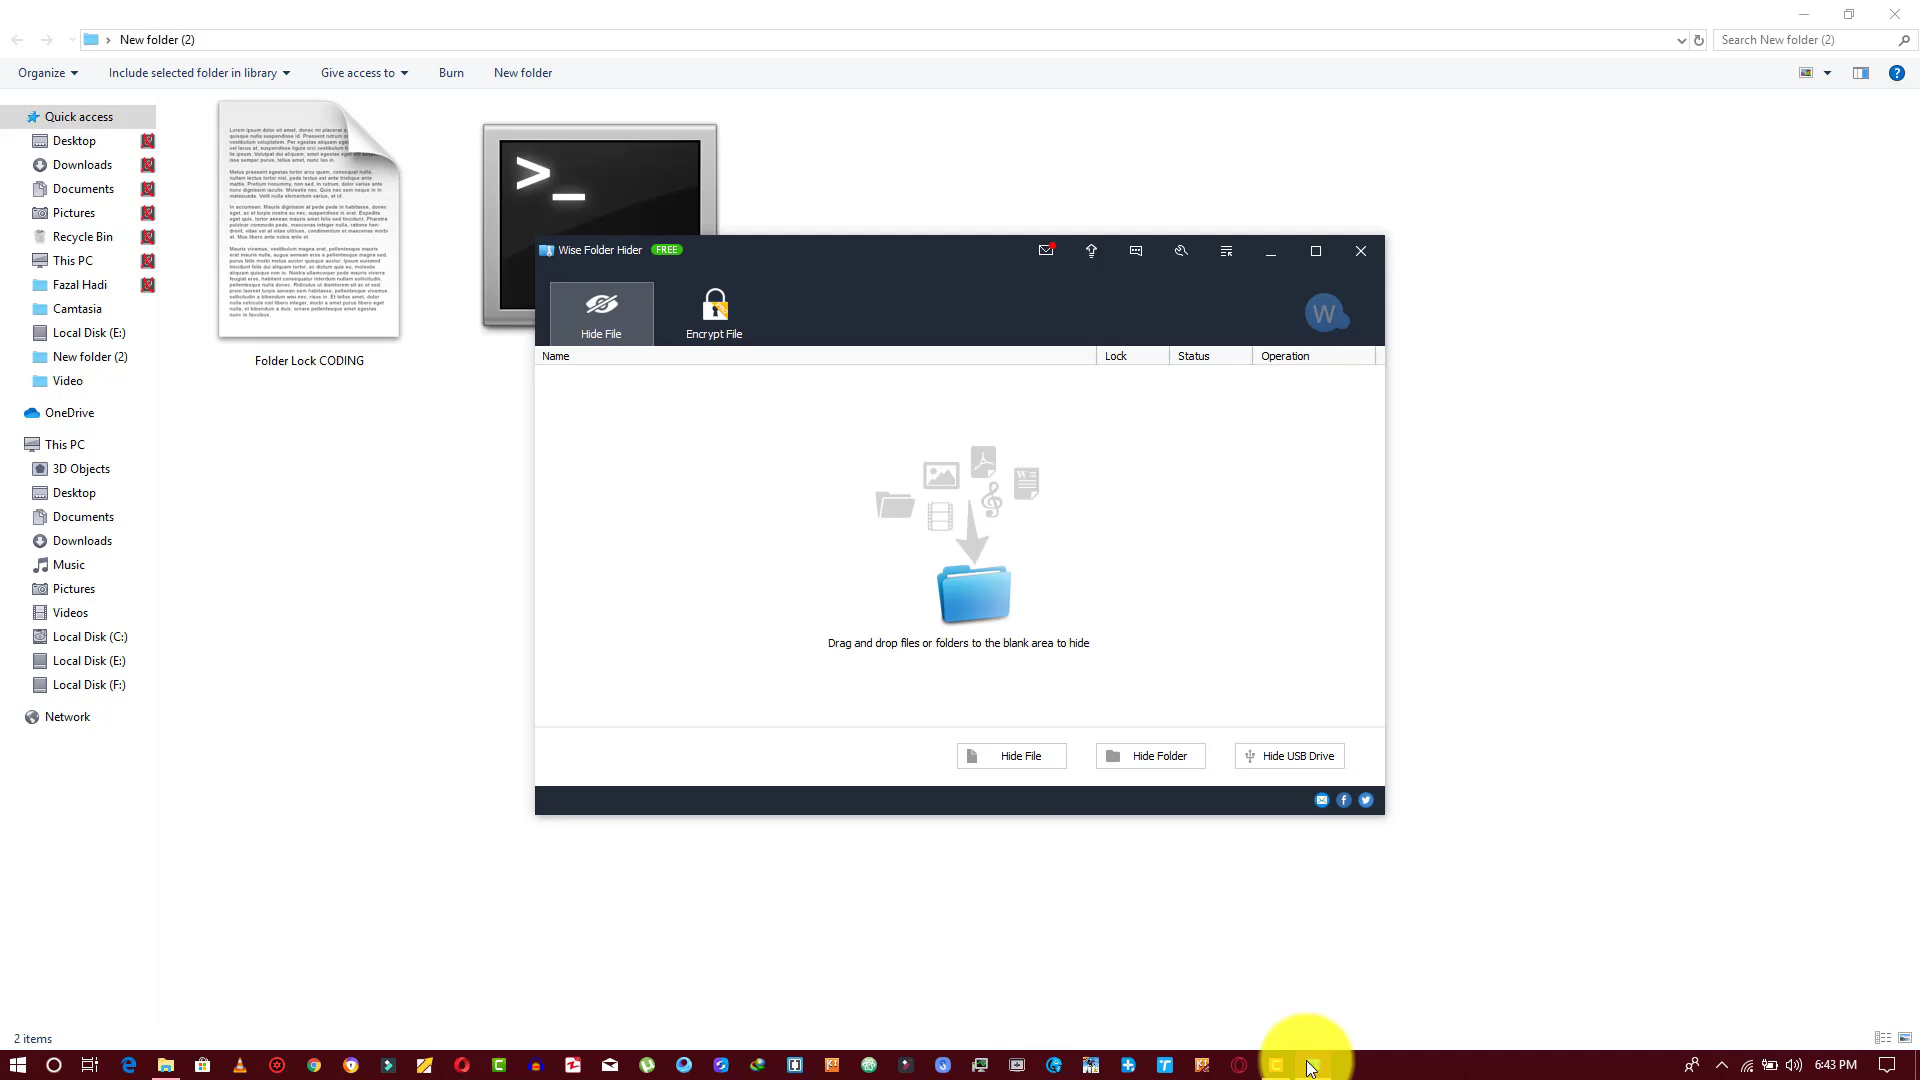 New folder (2)
Search New folder (2)
Organize
Include selected folder in library
Give access to
Burn
New folder
Quick access
Desktop
Downloads
Documents
Pictures
Recycle Bin
This PC
Fazal Hadi
Camtasia
Local Disk (E:)
New folder (2)
Video
OneDrive
This PC
3D Objects
Desktop
Documents
Downloads
Music
Pictures
Videos
Local Disk (C:)
Local Disk (E:)
Local Disk (F:)
Network
Folder Lock CODING
>_
Wise Folder Hider FREE
Hide File
Encrypt File
W
Name
Lock
Status
Operation
Drag and drop files or folders to the blank area to hide
Hide File
Hide Folder
Hide USB Drive
2 items
6:43 PM